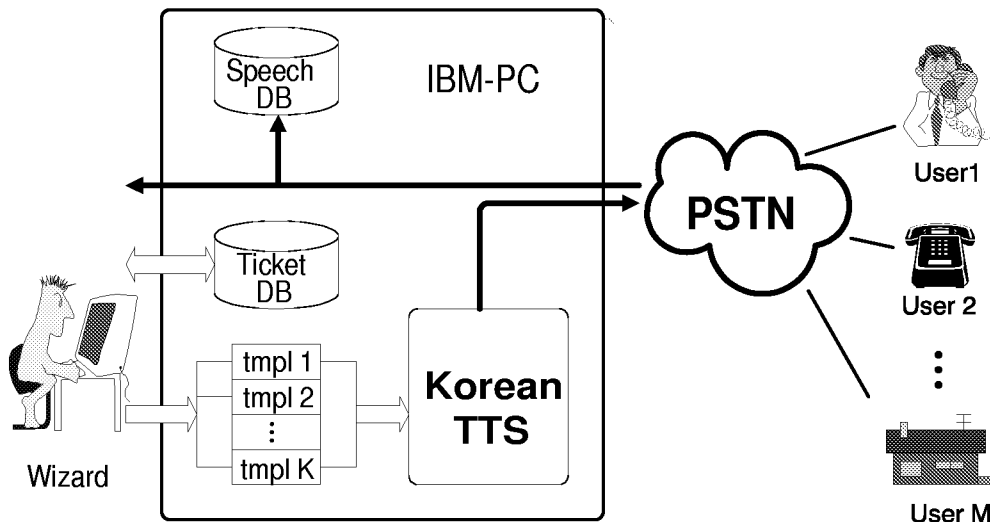 Speech
DB
IBM-PC
User1
PSTN
Ticket
DB
User 2
tmpl 1
tmpl 2
tmpl K
Korean
TTS
Wizard
User M